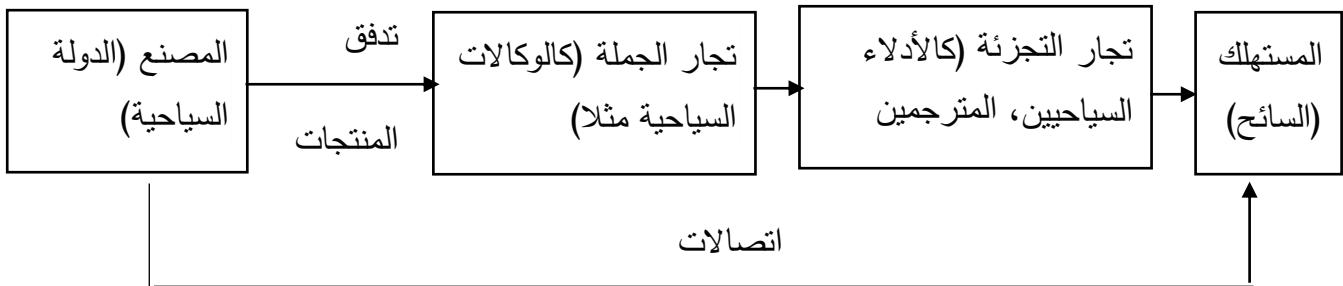 المصنع (الدولة
السياحية)
تدفق
المنتجات
تجار الجملة (كالوكالات
السياحية مثلا)
تجار التجزئة (كالأدلاء
السياحيين، المترجمين
المستهلك
(السائح)
اتصالات